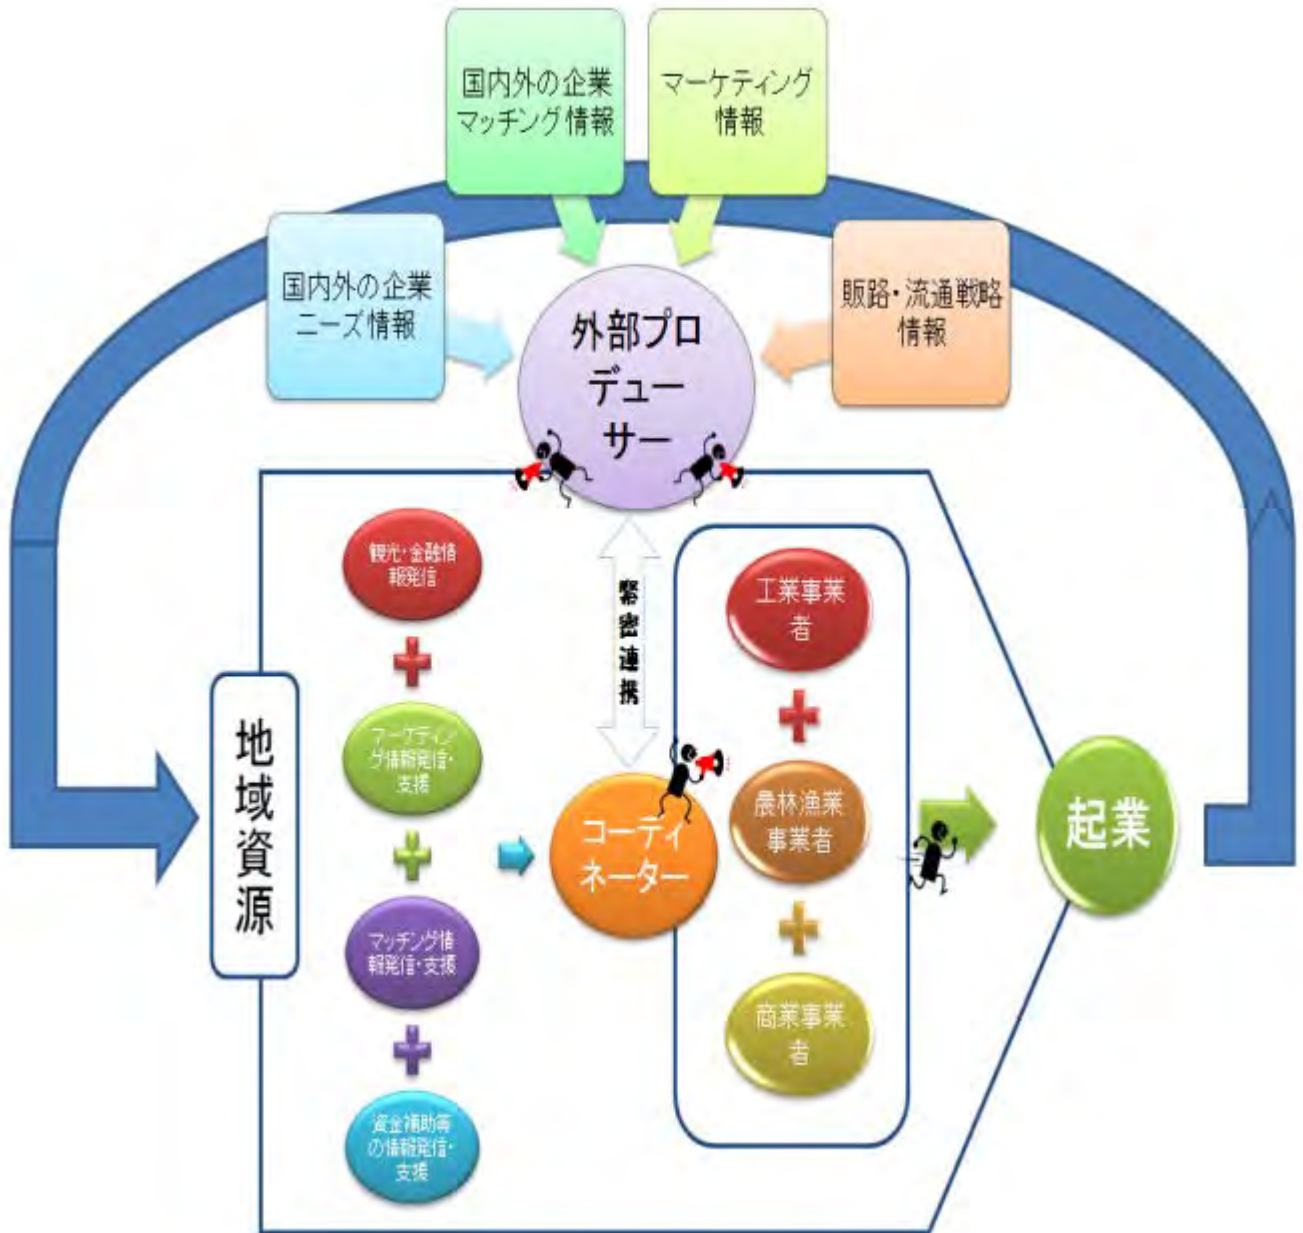 国内外の企業
マッチング情報
マーケティング
情報
国内外の企業
ニーズ情報
販路・流通戦略
情報
外部プロ
デュー
サー
観光・金融情
報発信
マーケティン
グ情報発信・
支援
マッチング情
報発信・支援
資金補助等
の情報発信・
支援
地域資源
緊密連携
コーディ
ネーター
工業事業
者
農林漁業
事業者
商業事業
者
起業